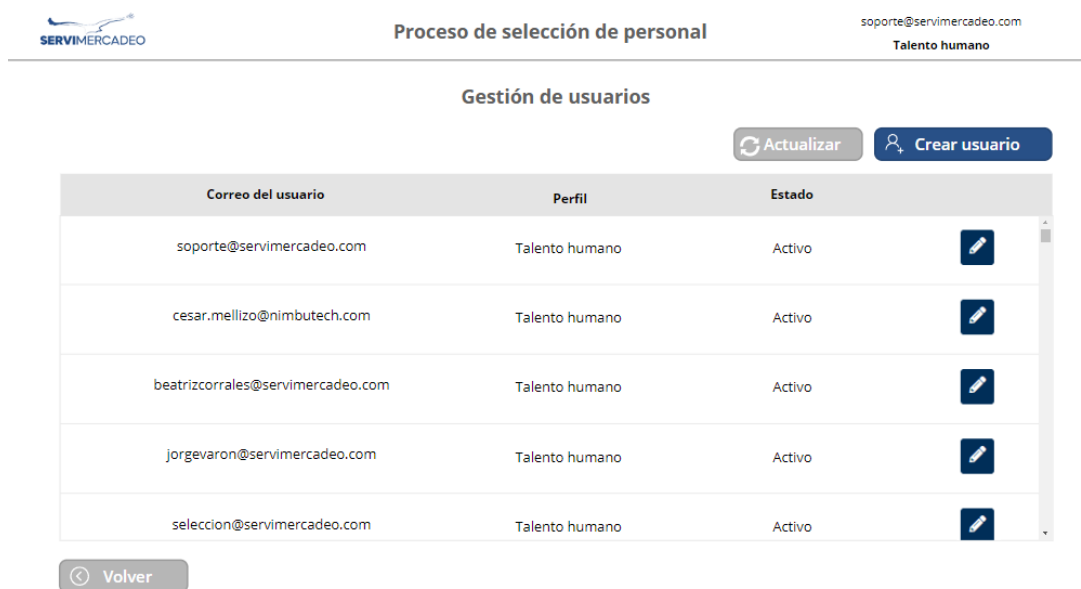 SERVIMERCADEO
Proceso de selección de personal
soporte@servimercadeo.com
Talento humano
Gestión de usuarios
Actualizar
Crear usuario
Correo del usuario Perfil Estado
soporte@servimercadeo.com Talento humano Activo
cesar.mellizo@nimbutech.com Talento humano Activo
beatrizcorrales@servimercadeo.com Talento humano Activo
jorgevaron@servimercadeo.com Talento humano Activo
seleccion@servimercadeo.com Talento humano Activo
Volver